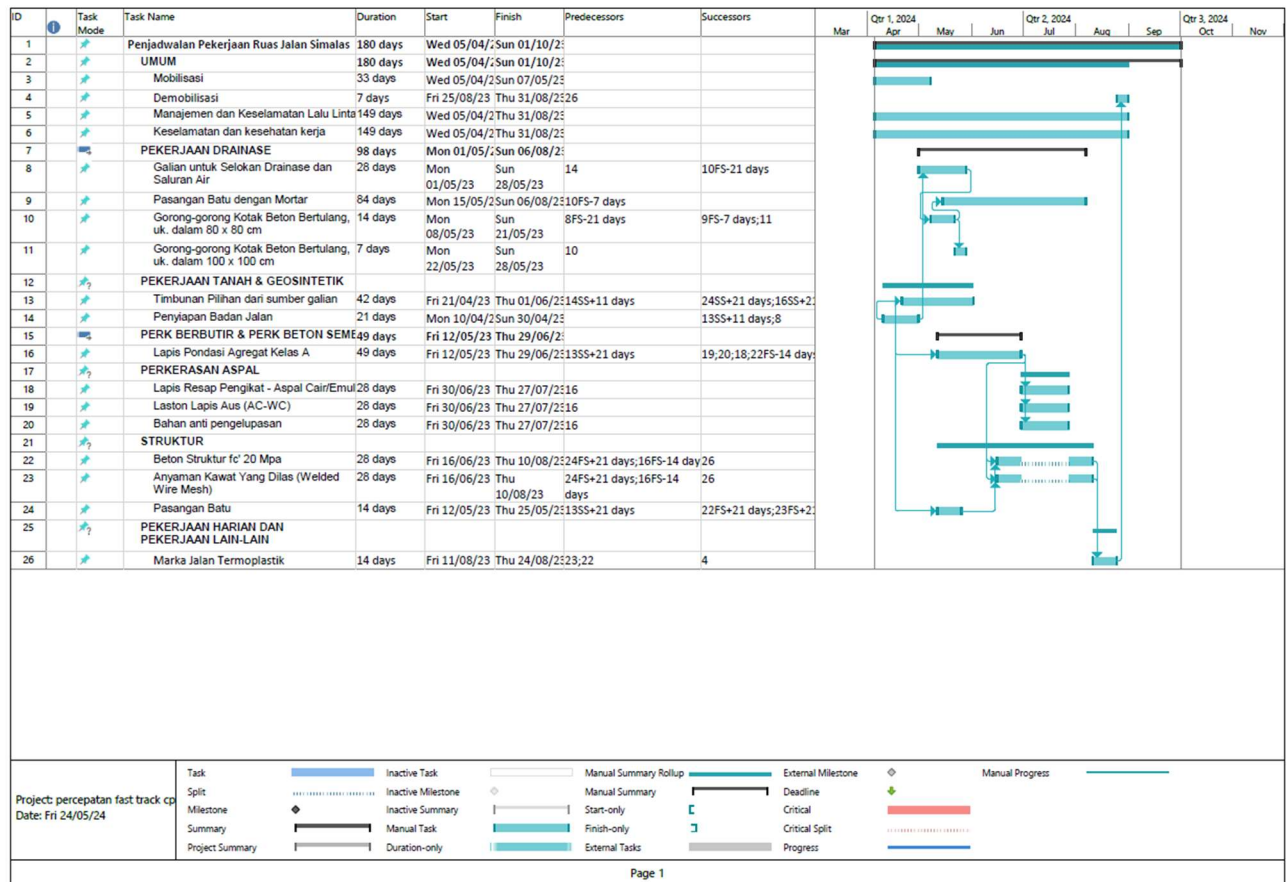 ID Task Mode Task Name Duration Start Finish Predecessors Successors
Qtr 1, 2024 Qtr 2, 2024 Qtr 3, 2024
Mar Apr May Jun Jul Aug Sep Oct Nov
1 Penjadwalan Pekerjaan Ruas Jalan Simalas 180 days Wed 05/04/2 Sun 01/10/23
2 UMUM 180 days Wed 05/04/2 Sun 01/10/23
3 Mobilisasi 33 days Wed 05/04/2 Sun 07/05/23
4 Demobilisasi 7 days Fri 25/08/23 Thu 31/08/23 26
5 Manajemen dan Keselamatan Lalu Linta 149 days Wed 05/04/2 Thu 31/08/23
6 Keselamatan dan kesehatan kerja 149 days Wed 05/04/2 Thu 31/08/23
7 PEKERJAAN DRAINASE 98 days Mon 01/05/2 Sun 06/08/23
8 Galian untuk Selokan Drainase dan 28 days Mon Sun 14 10FS-21 days
Saluran Air 01/05/23 28/05/23
9 Pasangan Batu dengan Mortar 84 days Mon 15/05/2 Sun 06/08/23 10FS-7 days
10 Gorong-gorong Kotak Beton Bertulang, 14 days Mon Sun 8FS-21 days 9FS-7 days;11
uk. dalam 80 x 80 cm 08/05/23 21/05/23
11 Gorong-gorong Kotak Beton Bertulang, 7 days Mon Sun 10
uk. dalam 100 x 100 cm 22/05/23 28/05/23
12 PEKERJAAN TANAH & GEOSINTETIK
13 Timbunan Pilihan dari sumber galian 42 days Fri 21/04/23 Thu 01/06/23 14SS+11 days 24SS+21 days;16SS+21
14 Penyiapan Badan Jalan 21 days Mon 10/04/2 Sun 30/04/23 13SS+11 days;8
15 PERK BERBUTIR & PERK BETON SEME 49 days Fri 12/05/23 Thu 29/06/23
16 Lapis Pondasi Agregat Kelas A 49 days Fri 12/05/23 Thu 29/06/23 13SS+21 days 19;20;18;22FS-14 days
17 PERKERASAN ASPAL
18 Lapis Resap Pengikat - Aspal Cair/Emul 28 days Fri 30/06/23 Thu 27/07/23 16
19 Laston Lapis Aus (AC-WC) 28 days Fri 30/06/23 Thu 27/07/23 16
20 Bahan anti pengelupasan 28 days Fri 30/06/23 Thu 27/07/23 16
21 STRUKTUR
22 Beton Struktur fc' 20 Mpa 28 days Fri 16/06/23 Thu 10/08/23 24FS+21 days;16FS-14 day 26
23 Anyaman Kawat Yang Dilas (Welded 28 days Fri 16/06/23 Thu 24FS+21 days;16FS-14 26
Wire Mesh) 10/08/23 days
24 Pasangan Batu 14 days Fri 12/05/23 Thu 25/05/23 13SS+21 days 22FS+21 days;23FS+21
25 PEKERJAAN HARIAN DAN
PEKERJAAN LAIN-LAIN
26 Marka Jalan Termoplastik 14 days Fri 11/08/23 Thu 24/08/23 23;22 4
Project: percepatan fast track cp
Date: Fri 24/05/24
Task Inactive Task Manual Summary Rollup External Milestone Manual Progress
Split Inactive Milestone Manual Summary Deadline
Milestone Inactive Summary Start-only Critical
Summary Manual Task Finish-only Critical Split
Project Summary Duration-only External Tasks Progress
Page 1